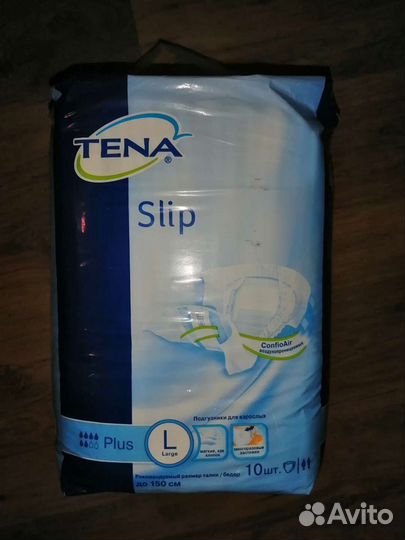 TENA®
Slip
ConfioAir
воздухопроницаемые
Подгузники для взрослых
Plus
L
Large
мягкий, как хлопок
многоразовые застежки
10 шт.
Рекомендуемый размер талии / бедер
до 150 см
Avito